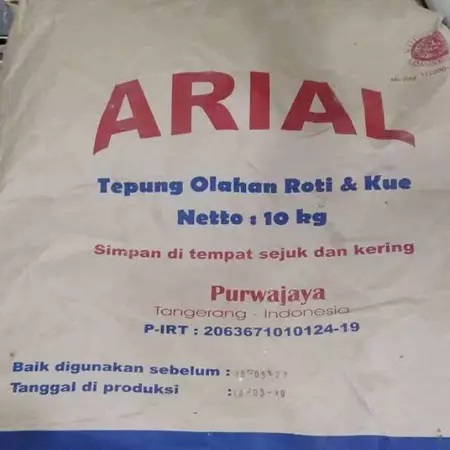 ARIAL
Tepung Olahan Roti & Kue
Netto : 10 kg
Simpan di tempat sejuk dan kering
Purwajaya
Tangerang - Indonesia
P-IRT : 2063671010124-19
Baik digunakan sebelum :
Tanggal di produksi :